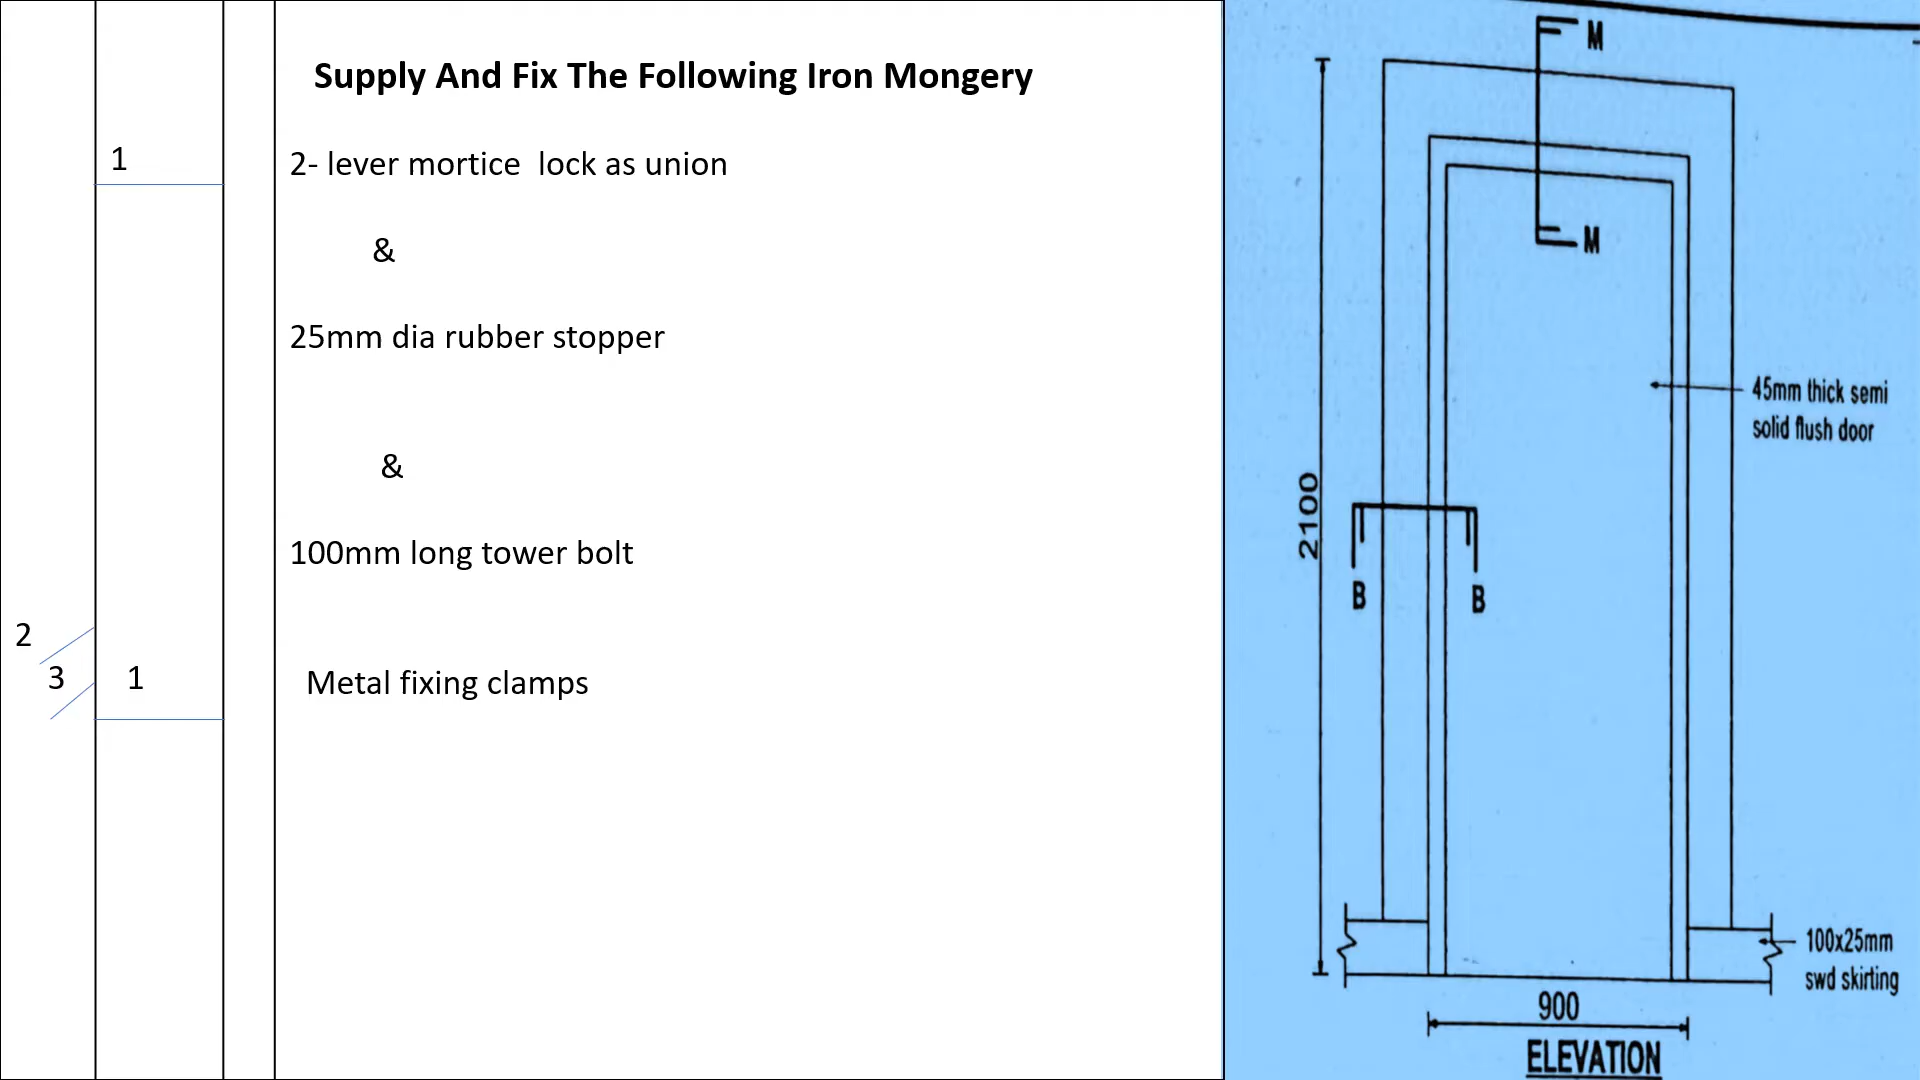 Supply And Fix The Following Iron Mongery
1
2- lever mortice lock as union
&
25mm dia rubber stopper
&
100mm long tower bolt
2
3
1
Metal fixing clamps
M
M
45mm thick semi
solid flush door
2100
B
B
100x25mm
swd skirting
900
ELEVATION